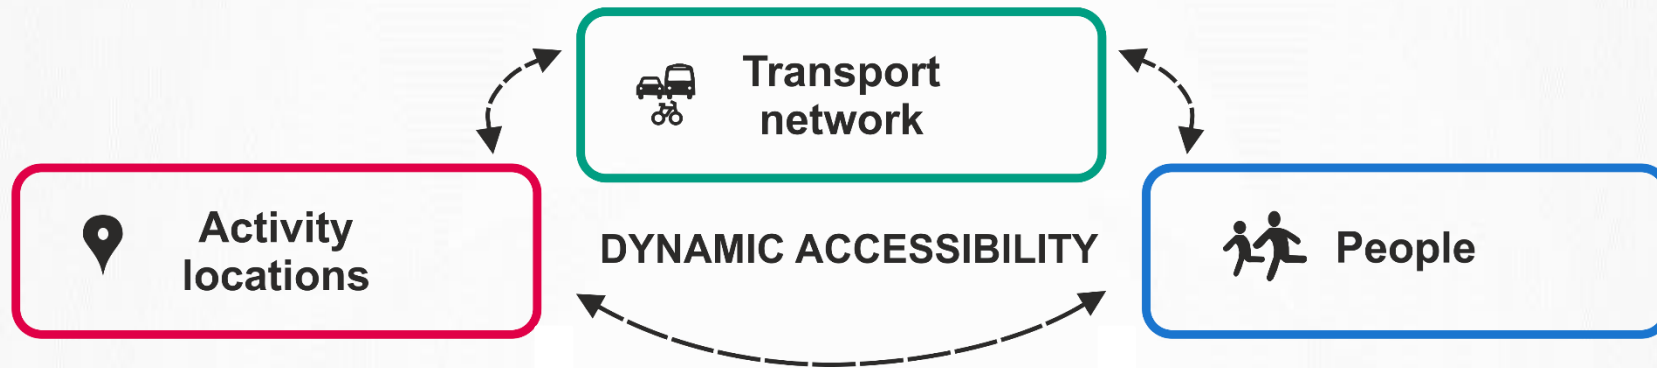 Transport
network
Activity
locations
DYNAMIC ACCESSIBILITY
People